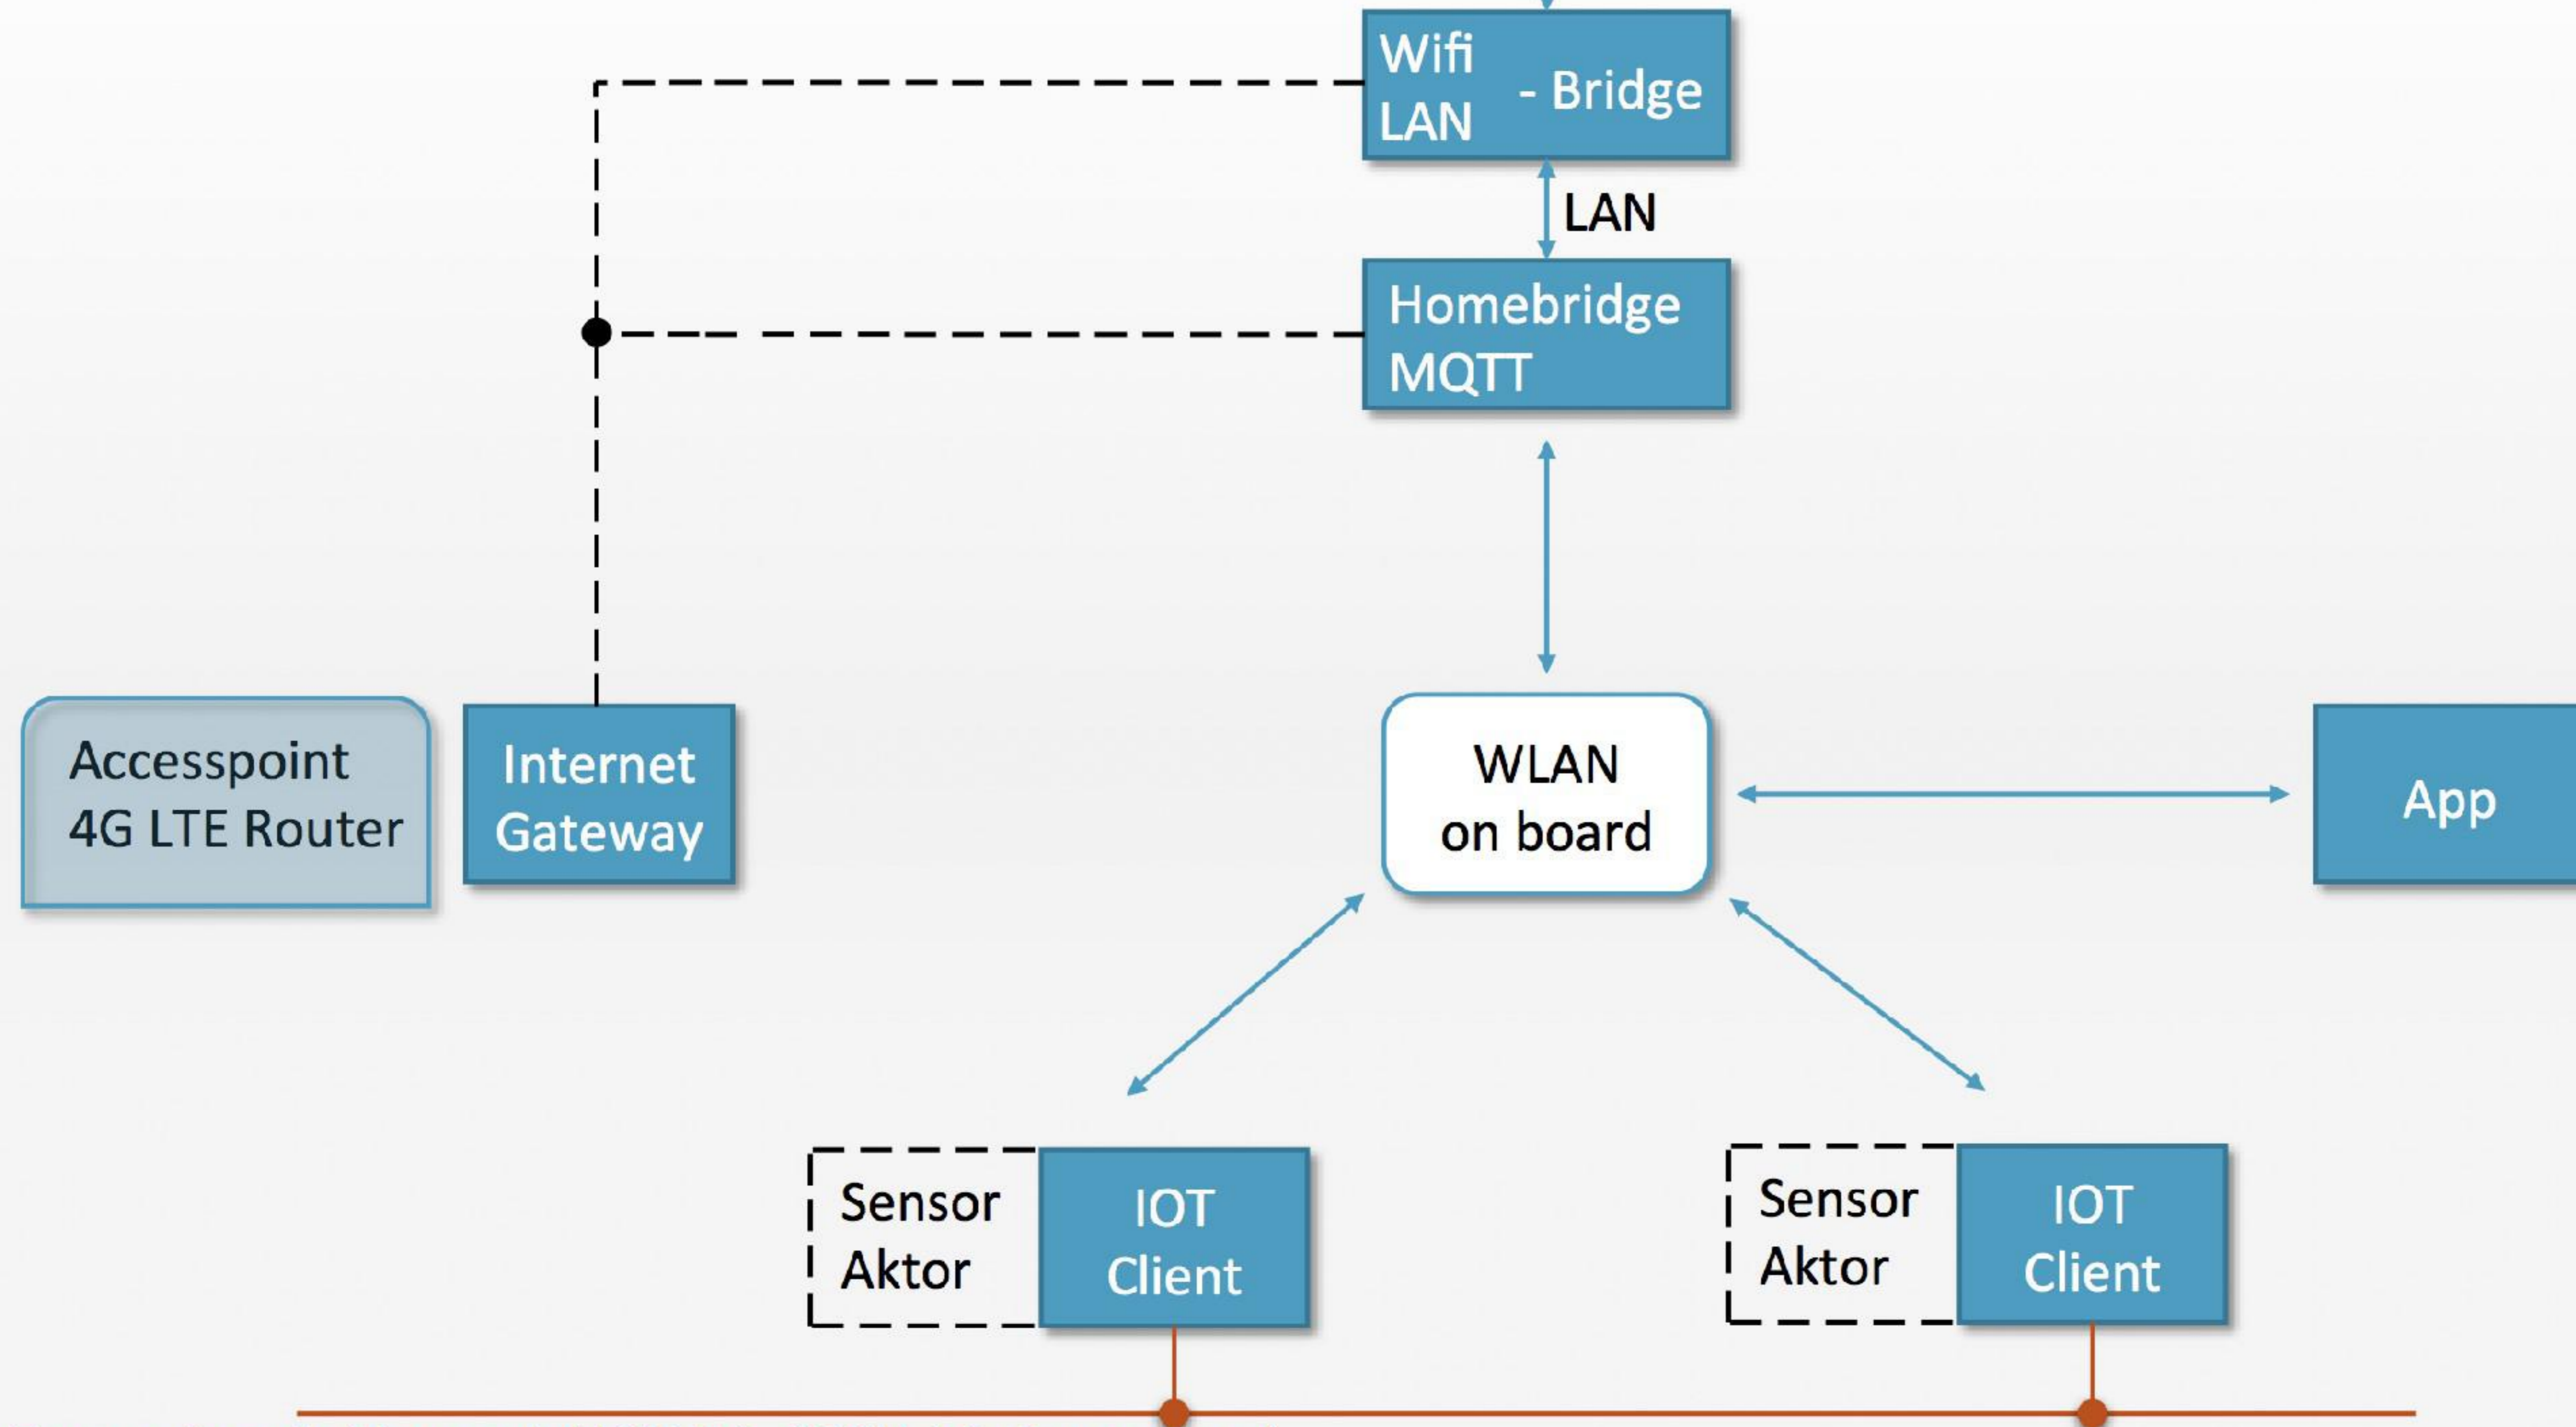 Wifi
LAN
- Bridge
LAN
Homebridge
MQTT
Accesspoint
4G LTE Router
Internet
Gateway
WLAN
on board
App
Sensor
Aktor
IOT
Client
Sensor
Aktor
IOT
Client